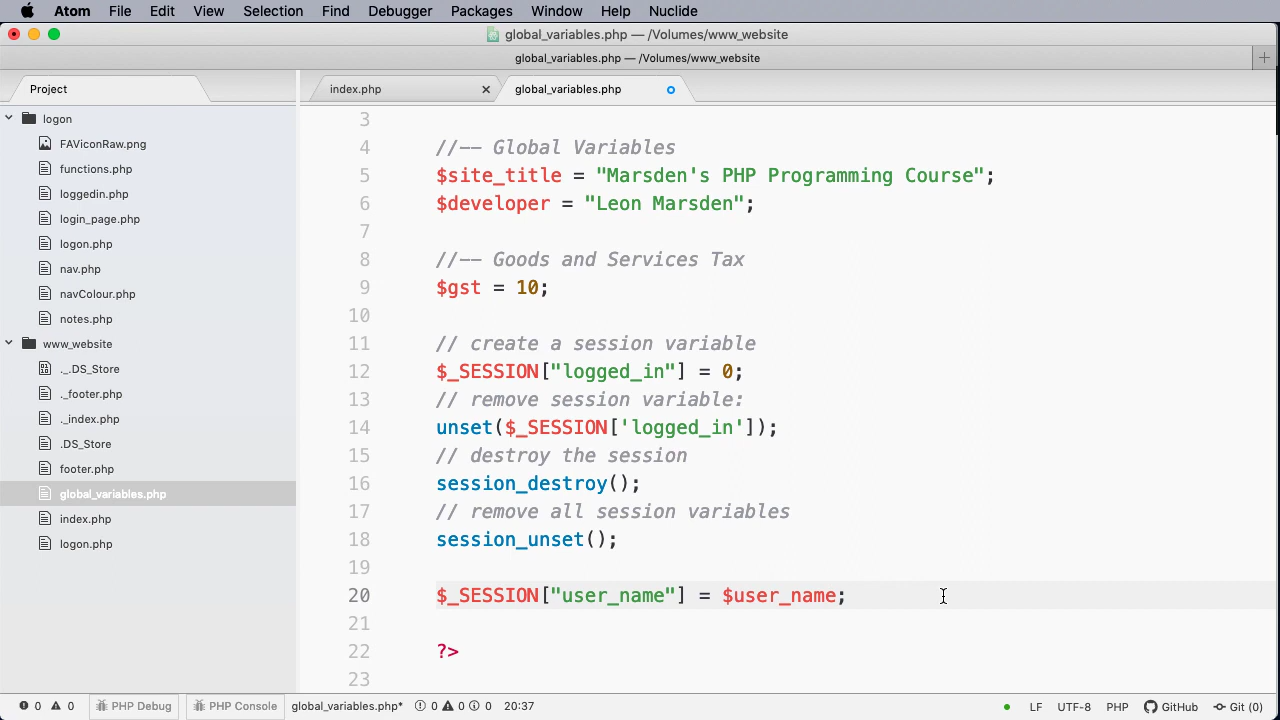 Atom File Edit View Selection Find Debugger Packages Window Help Nuclide
global_variables.php — /Volumes/www_website
global_variables.php — /Volumes/www_website
Project
index.php
global_variables.php
logon
FAViconRaw.png
functions.php
loggedin.php
login_page.php
logon.php
nav.php
navColour.php
notes.php
www_website
._.DS_Store
._footer.php
._index.php
.DS_Store
footer.php
global_variables.php
index.php
logon.php
3
4 //-- Global Variables
5 $site_title = "Marsden's PHP Programming Course";
6 $developer = "Leon Marsden";
7
8 //-- Goods and Services Tax
9 $gst = 10;
10
11 // create a session variable
12 $_SESSION["logged_in"] = 0;
13 // remove session variable:
14 unset($_SESSION['logged_in']);
15 // destroy the session
16 session_destroy();
17 // remove all session variables
18 session_unset();
19
20 $_SESSION["user_name"] = $user_name;
21
22 ?>
23
0 0 PHP Debug PHP Console global_variables.php* 0 0 0 20:37 LF UTF-8 PHP GitHub Git (0)